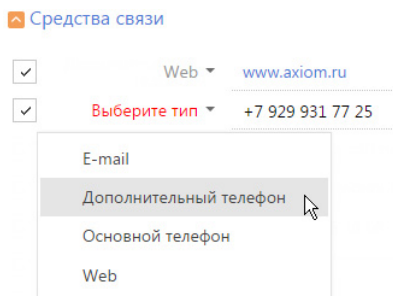 Средства связи
Web www.axiom.ru
Выберите тип +7 929 931 77 25
E-mail
Дополнительный телефон
Основной телефон
Web